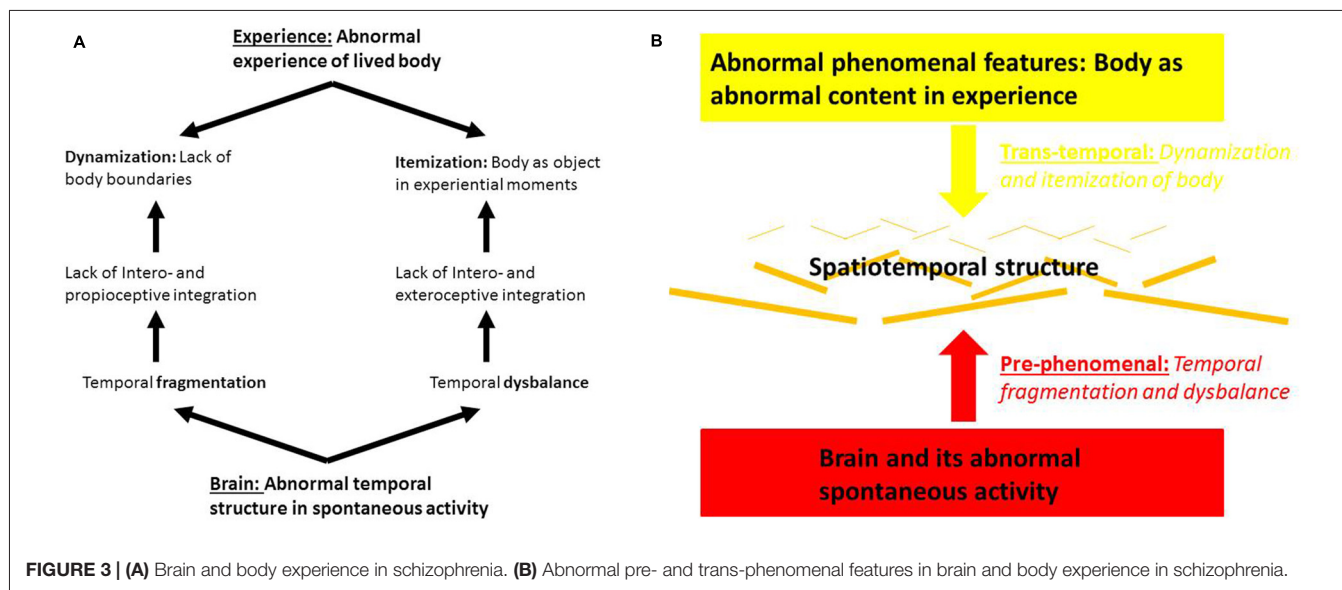 A
Experience: Abnormal
experience of lived body
Dynamization: Lack of
body boundaries
Itemization: Body as object
in experiential moments
Lack of Intero- and
propioceptive integration
Lack of Intero- and
exteroceptive integration
Temporal fragmentation
Temporal dysbalance
Brain: Abnormal temporal
structure in spontaneous activity
B
Abnormal phenomenal features: Body as
abnormal content in experience
Trans-temporal: Dynamization
and itemization of body
Spatiotemporal structure
Pre-phenomenal: Temporal
fragmentation and dysbalance
Brain and its abnormal
spontaneous activity
FIGURE 3 | (A) Brain and body experience in schizophrenia. (B) Abnormal pre- and trans-phenomenal features in brain and body experience in schizophrenia.